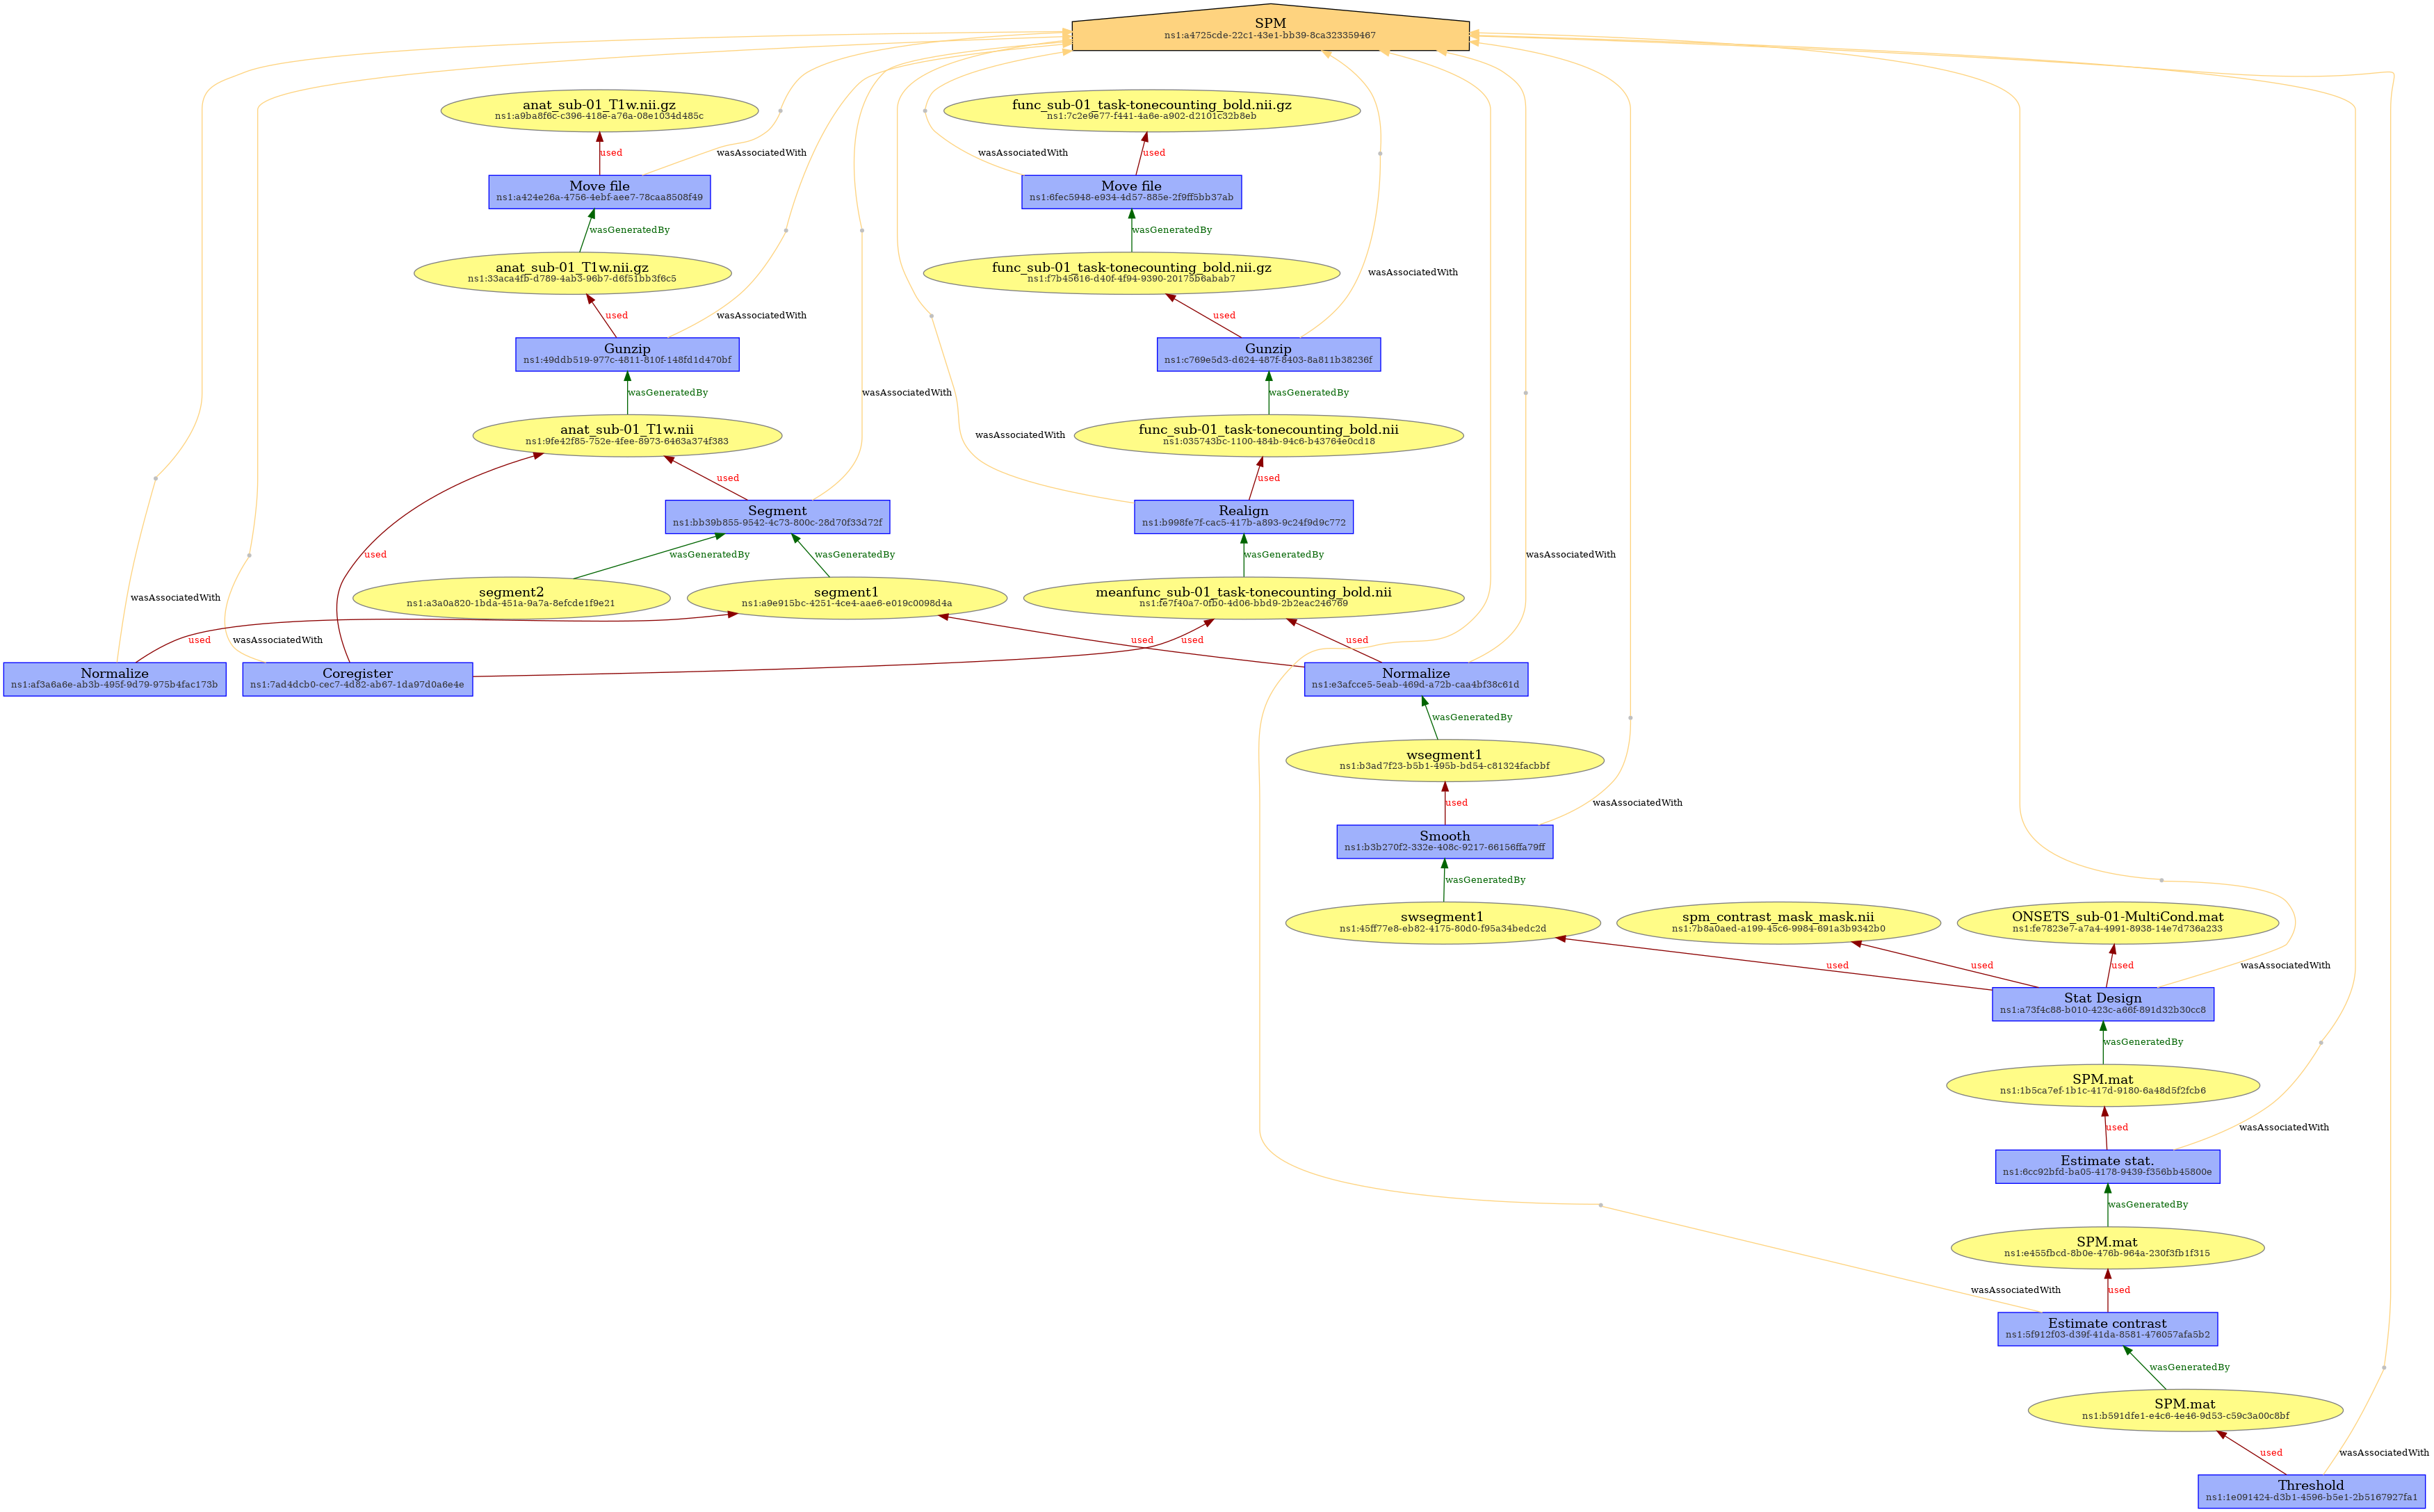 SPM
ns1:a4725cde-22c1-43e1-bb39-8ca323359467
anat_sub-01_T1w.nii.gz
ns1:a9ba8f6c-c396-418e-a76a-08e1034d485c
func_sub-01_task-tonecounting_bold.nii.gz
ns1:7c2e9e77-f441-4a6e-a902-d2101c32b8eb
used
wasAssociatedWith
wasAssociatedWith
used
Move file
ns1:a424e26a-4756-4ebf-aee7-78caa8508f49
Move file
ns1:6fec5948-e934-4d57-885e-2f9ff5bb37ab
wasGeneratedBy
wasGeneratedBy
anat_sub-01_T1w.nii.gz
ns1:33aca4fb-d789-4ab3-96b7-d6f51bb3f6c5
func_sub-01_task-tonecounting_bold.nii.gz
ns1:f7b45616-d40f-4f94-9390-20175b6abab7
wasAssociatedWith
used
wasAssociatedWith
used
Gunzip
ns1:49ddb519-977c-4811-810f-148fd1d470bf
Gunzip
ns1:c769e5d3-d624-487f-8403-8a811b38236f
wasGeneratedBy
wasAssociatedWith
wasGeneratedBy
anat_sub-01_T1w.nii
ns1:9fe42f85-752e-4fee-8973-6463a374f383
wasAssociatedWith
func_sub-01_task-tonecounting_bold.nii
ns1:035743bc-1100-484b-94c6-b43764e0cd18
used
used
Segment
ns1:bb39b855-9542-4c73-800c-28d70f33d72f
Realign
ns1:b998fe7f-cac5-417b-a893-9c24f9d9c772
used
wasGeneratedBy
wasGeneratedBy
wasGeneratedBy
wasAssociatedWith
wasAssociatedWith
segment2
ns1:a3a0a820-1bda-451a-9a7a-8efcde1f9e21
segment1
ns1:a9e915bc-4251-4ce4-aae6-e019c0098d4a
meanfunc_sub-01_task-tonecounting_bold.nii
ns1:fe7f40a7-0fb0-4d06-bbd9-2b2eac246769
used
wasAssociatedWith
used
used
used
Normalize
ns1:af3a6a6e-ab3b-495f-9d79-975b4fac173b
Coregister
ns1:7ad4dcb0-cec7-4d82-ab67-1da97d0a6e4e
Normalize
ns1:e3afcce5-5eab-469d-a72b-caa4bf38c61d
wasGeneratedBy
wsegment1
ns1:b3ad7f23-b5b1-495b-bd54-c81324facbbf
used
wasAssociatedWith
Smooth
ns1:b3b270f2-332e-408c-9217-66156ffa79ff
wasGeneratedBy
swsegment1
ns1:45ff77e8-eb82-4175-80d0-f95a34bedc2d
spm_contrast_mask_mask.nii
ns1:7b8a0aed-a199-45c6-9984-691a3b9342b0
ONSETS_sub-01-MultiCond.mat
ns1:fe7823e7-a7a4-4991-8938-14e7d736a233
used
used
used
wasAssociatedWith
Stat Design
ns1:a73f4c88-b010-423c-a66f-891d32b30cc8
wasGeneratedBy
SPM.mat
ns1:1b5ca7ef-1b1c-417d-9180-6a48d5f2fcb6
used
wasAssociatedWith
Estimate stat.
ns1:6cc92bfd-ba05-4178-9439-f356bb45800e
wasGeneratedBy
SPM.mat
ns1:e455fbcd-8b0e-476b-964a-230f3fb1f315
wasAssociatedWith
used
Estimate contrast
ns1:5f912f03-d39f-41da-8581-476057afa5b2
wasGeneratedBy
SPM.mat
ns1:b591dfe1-e4c6-4e46-9d53-c59c3a00c8bf
used
wasAssociatedWith
Threshold
ns1:1e091424-d3b1-4596-b5e1-2b5167927fa1